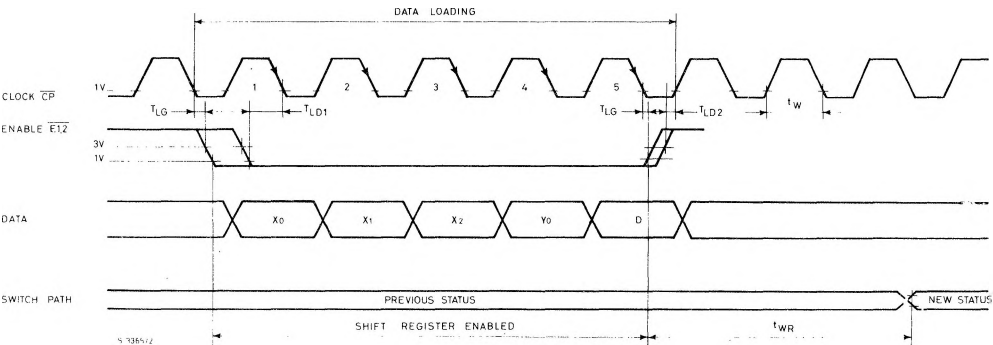 DATA LOADING
CLOCK CP
1V
1 2 3 4 5
TLG TLD1 TLG TLD2 tW
ENABLE E1,2
3V
1V
DATA
X0 X1 X2 Y0 D
SWITCH PATH
PREVIOUS STATUS
NEW STATUS
SHIFT REGISTER ENABLED
tWR